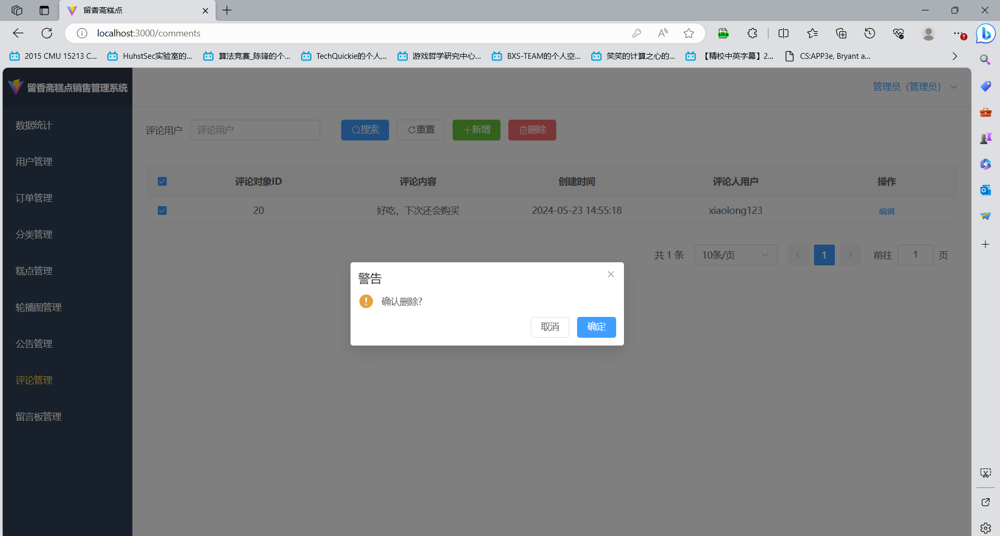 留香斋糕点
localhost:3000/comments
2015 CMU 15213 C...
HuhstSec实验室的...
算法竞赛_陈锋的个...
TechQuickie的个人...
游戏哲学研究中心...
BXS-TEAM的个人空...
笑笑的计算之心的...
【精校中英字幕】2...
CS:APP3e, Bryant a...
留香斋糕点销售管理系统
管理员（管理员）
数据统计
用户管理
订单管理
分类管理
糕点管理
轮播图管理
公告管理
评论管理
留言板管理
评论用户 评论用户 搜索 重置 新增 删除
评论对象ID 评论内容 创建时间 评论人用户 操作
20 好吃，下次还会购买 2024-05-23 14:55:18 xiaolong123 编辑
共 1 条 10条/页 1 前往 1 页
警告
确认删除?
取消 确定